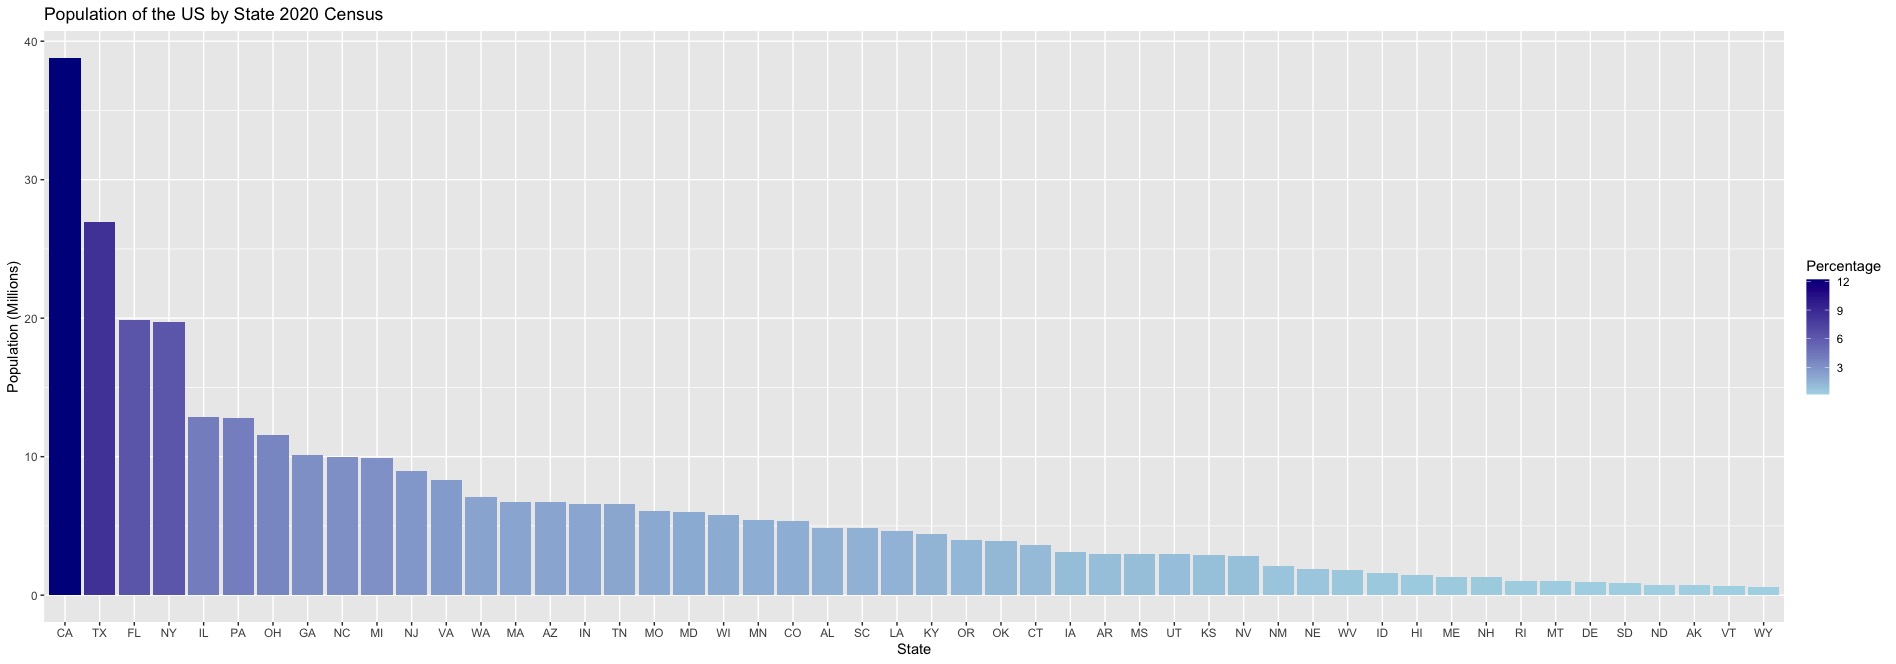 Population of the US by State 2020 Census
40
30
20
10
0
Population (Millions)
CA TX FL NY IL PA OH GA NC MI NJ VA WA MA AZ IN TN MO MD WI MN CO AL SC LA KY OR OK CT IA AR MS UT KS NV NM NE WV ID HI ME NH RI MT DE SD ND AK VT WY
State
Percentage
12
9
6
3